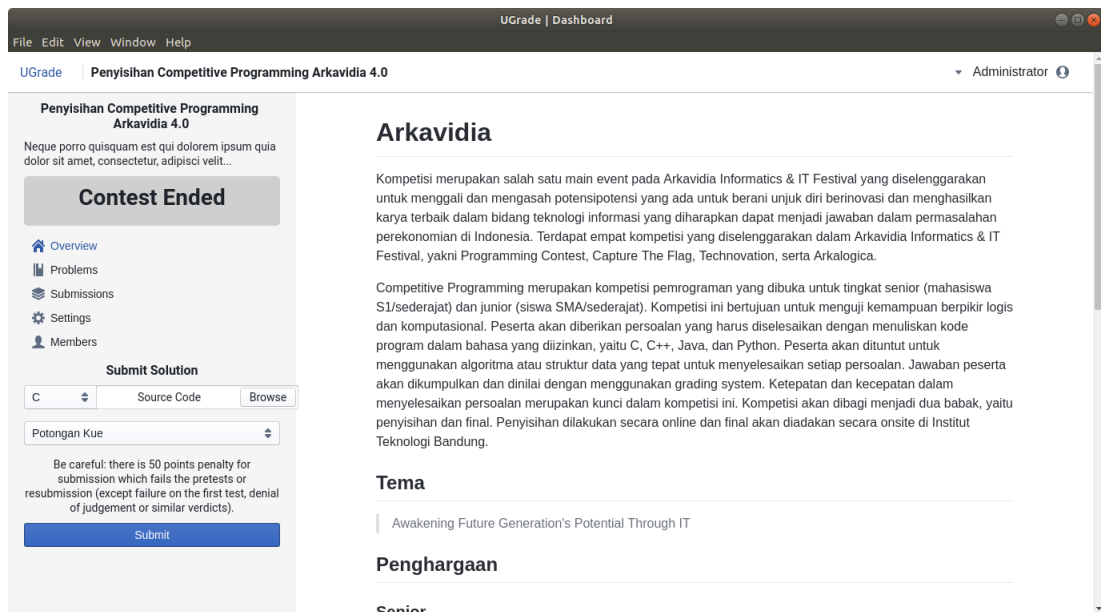 UGrade | Dashboard
File Edit View Window Help
UGrade
Penyisihan Competitive Programming Arkavidia 4.0
Administrator
Penyisihan Competitive Programming
Arkavidia 4.0
Neque porro quisquam est qui dolorem ipsum quia
dolor sit amet, consectetur, adipisci velit...
Contest Ended
Overview
Problems
Submissions
Settings
Members
Submit Solution
C
Source Code
Browse
Potongan Kue
Be careful: there is 50 points penalty for
submission which fails the pretests or
resubmission (except failure on the first test, denial
of judgement or similar verdicts).
Submit
Arkavidia
Kompetisi merupakan salah satu main event pada Arkavidia Informatics & IT Festival yang diselenggarakan
untuk menggali dan mengasah potensipotensi yang ada untuk berani unjuk diri berinovasi dan menghasilkan
karya terbaik dalam bidang teknologi informasi yang diharapkan dapat menjadi jawaban dalam permasalahan
perekonomian di Indonesia. Terdapat empat kompetisi yang diselenggarakan dalam Arkavidia Informatics & IT
Festival, yakni Programming Contest, Capture The Flag, Technovation, serta Arkalogica.
Competitive Programming merupakan kompetisi pemrograman yang dibuka untuk tingkat senior (mahasiswa
S1/sederajat) dan junior (siswa SMA/sederajat). Kompetisi ini bertujuan untuk menguji kemampuan berpikir logis
dan komputasional. Peserta akan diberikan persoalan yang harus diselesaikan dengan menuliskan kode
program dalam bahasa yang diizinkan, yaitu C, C++, Java, dan Python. Peserta akan dituntut untuk
menggunakan algoritma atau struktur data yang tepat untuk menyelesaikan setiap persoalan. Jawaban peserta
akan dikumpulkan dan dinilai dengan menggunakan grading system. Ketepatan dan kecepatan dalam
menyelesaikan persoalan merupakan kunci dalam kompetisi ini. Kompetisi akan dibagi menjadi dua babak, yaitu
penyisihan dan final. Penyisihan dilakukan secara online dan final akan diadakan secara onsite di Institut
Teknologi Bandung.
Tema
Awakening Future Generation's Potential Through IT
Penghargaan
Senior